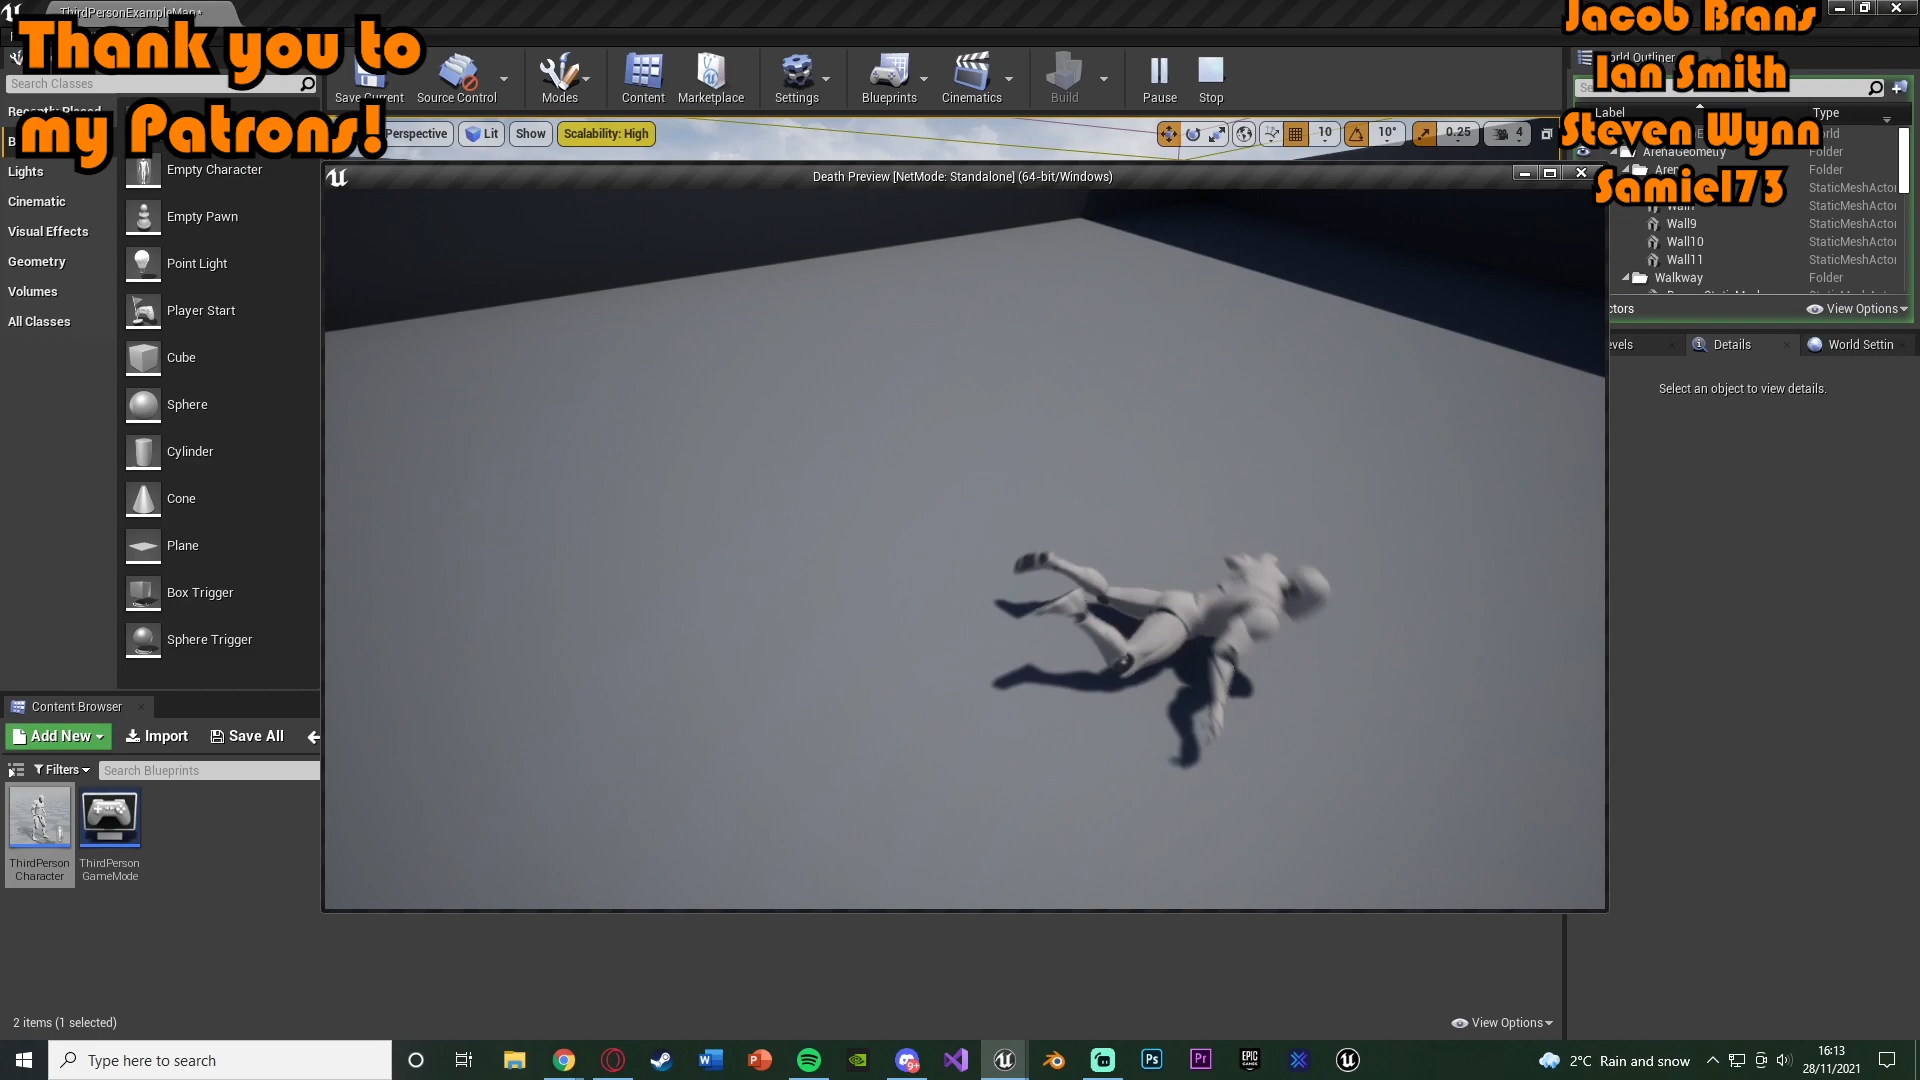 ThirdPersonExampleMap*
Thank you to
my Patrons!
Jacob Brans
Ian Smith
Steven Wynn
Samie173
Search Classes
Lights
Cinematic
Visual Effects
Geometry
Volumes
All Classes
Empty Character
Empty Pawn
Point Light
Player Start
Cube
Sphere
Cylinder
Cone
Plane
Box Trigger
Sphere Trigger
Save Current
Source Control
Modes
Content
Marketplace
Settings
Blueprints
Cinematics
Build
Pause
Stop
Perspective
Lit
Show
Scalability: High
10
10°
0.25
4
Death Preview [NetMode: Standalone] (64-bit/Windows)
World Outliner
Label
Type
ArenaGeometry
Folder
Folder
StaticMeshActor
StaticMeshActor
Wall9
StaticMeshActor
Wall10
StaticMeshActor
Wall11
StaticMeshActor
Walkway
Folder
View Options
Details
World Settin
Select an object to view details.
Content Browser
Add New
Import
Save All
Filters
Search Blueprints
ThirdPerson
Character
ThirdPerson
GameMode
2 items (1 selected)
View Options
Type here to search
2°C Rain and snow
16:13
28/11/2021